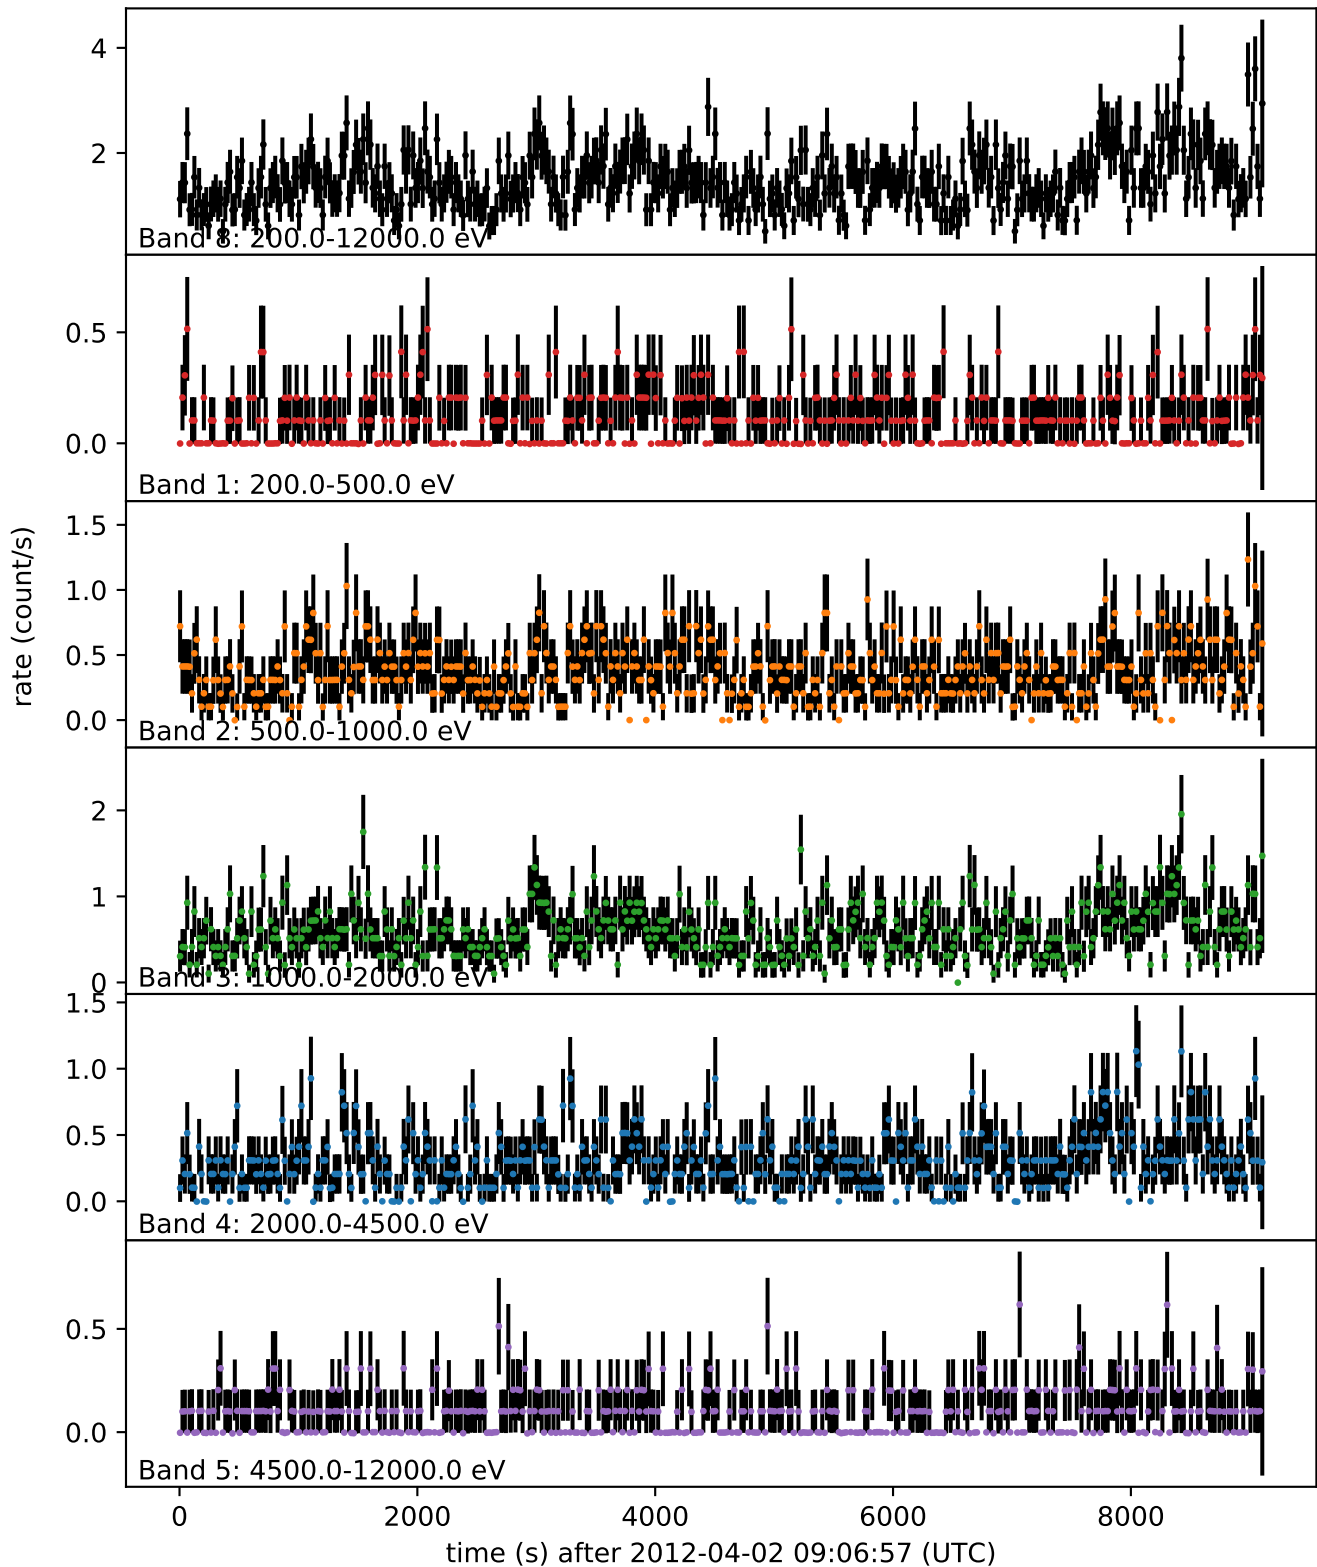 4
2
Band 8: 200.0-12000.0 eV
0.5
0.0
Band 1: 200.0-500.0 eV
rate (count/s)
1.5
1.0
0.5
0.0
Band 2: 500.0-1000.0 eV
2
1
0
Band 3: 1000.0-2000.0 eV
1.5
1.0
0.5
0.0
Band 4: 2000.0-4500.0 eV
0.5
0.0
Band 5: 4500.0-12000.0 eV
0 2000 4000 6000 8000
time (s) after 2012-04-02 09:06:57 (UTC)